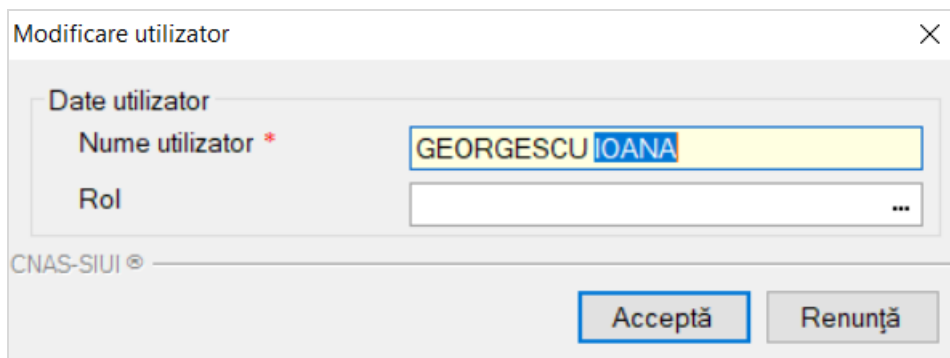 Modificare utilizator
Date utilizator
Nume utilizator * GEORGESCU IOANA
Rol ...
CNAS-SIUI ®
Acceptă Renunţă